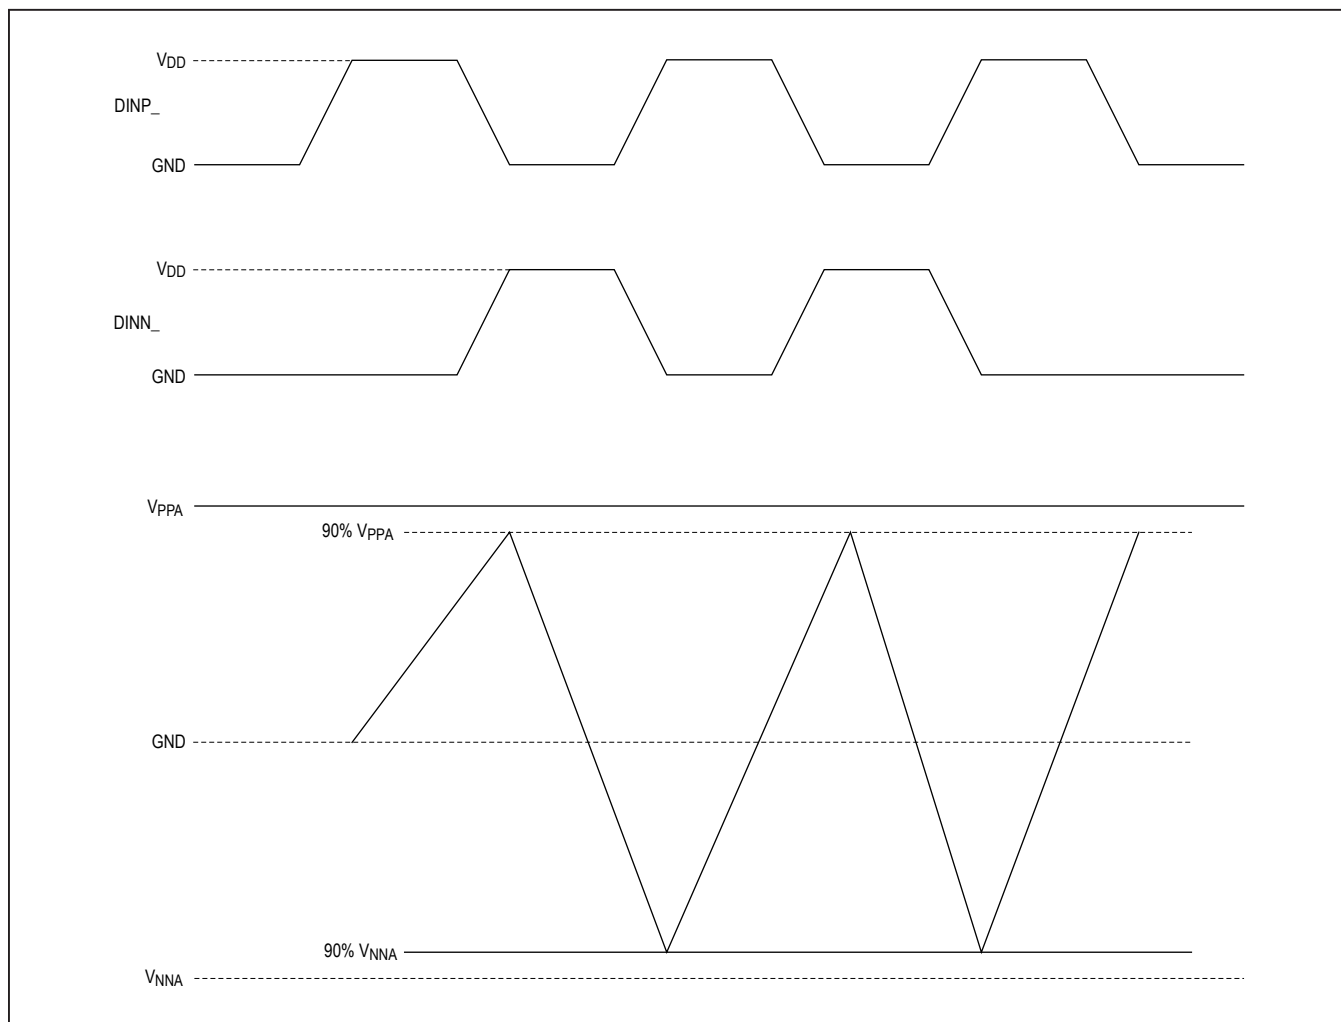 VDD
DINP_
GND
VDD
DINN_
GND
VPPA
90% VPPA
GND
90% VNNA
VNNA